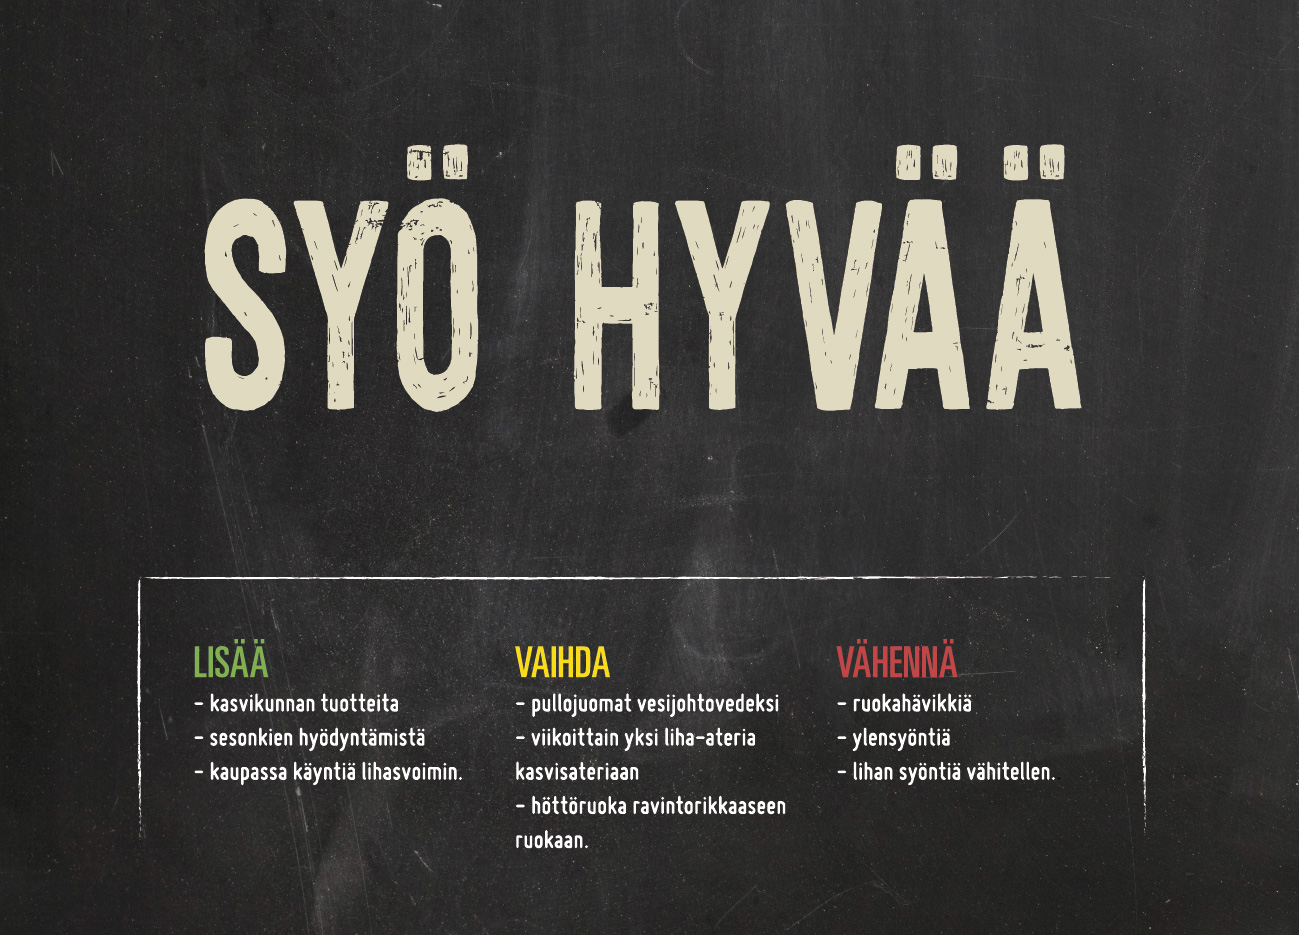 SYÖ HYVÄÄ
LISÄÄ
- kasvikunnan tuotteita
- sesonkien hyödyntämistä
- kaupassa käyntiä lihasvoimin.
VAIHDA
- pullojuomat vesijohtovedeksi
- viikoittain yksi liha-ateria
kasvisateriaan
- höttöruoka ravintorikkaaseen
ruokaan.
VÄHENNÄ
- ruokahävikkiä
- ylensyöntiä
- lihan syöntiä vähitellen.